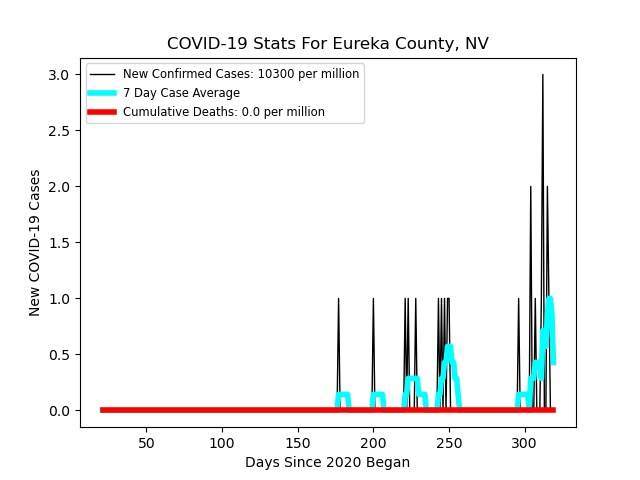 COVID-19 Stats For Eureka County, NV
New Confirmed Cases: 10300 per million
7 Day Case Average
Cumulative Deaths: 0.0 per million
New COVID-19 Cases
3.0
2.5
2.0
1.5
1.0
0.5
0.0
50 100 150 200 250 300
Days Since 2020 Began